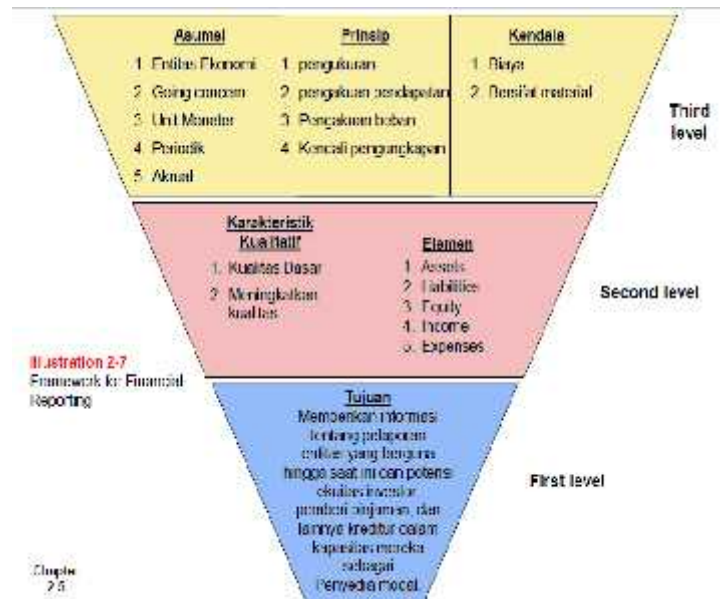 Asumsi
1 Entitas Ekonomi
2 Going concern
3 Unit Moneter
4 Periodik
5 Akrual
Prinsip
1 pengukuran
2 pengakuan pendapatan
3 Pengakuan beban
4 Kendali pengungkapan
Kendala
1 Biaya
2 Bersifat material
Third
level
Karakteristik
Kualitatif
1. Kualitas Dasar
2 Meningkatkan
kualitas
Elemen
1 Assets
2 Liabilities
3 Equity
4. Income
5. Expenses
Second level
Illustration 2-7
Framework for Financial
Reporting
Tujuan
Memberikan informasi
tentang pelaporan
entitas yang berguna
hingga saat ini dan potensi
ekuitas investor
pemberi pinjaman, dan
lainnya kreditur dalam
kapasitas mereka
sebagai
Penyedia modal.
First level
Chapter
2-5